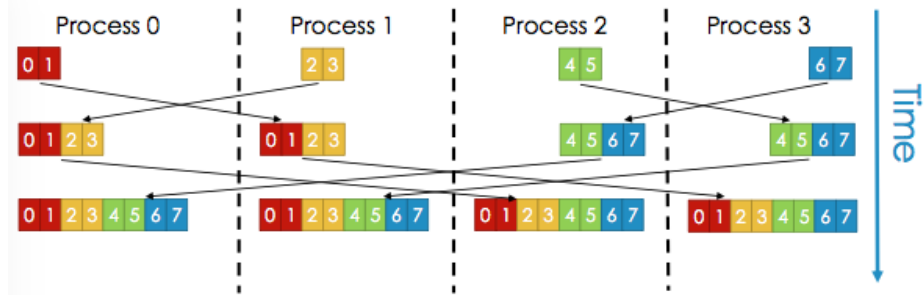 Process 0 Process 1 Process 2 Process 3
0 1 2 3 4 5 6 7
0 1 2 3 0 1 2 3 4 5 6 7 4 5 6 7
0 1 2 3 4 5 6 7 0 1 2 3 4 5 6 7 0 1 2 3 4 5 6 7 0 1 2 3 4 5 6 7
Time